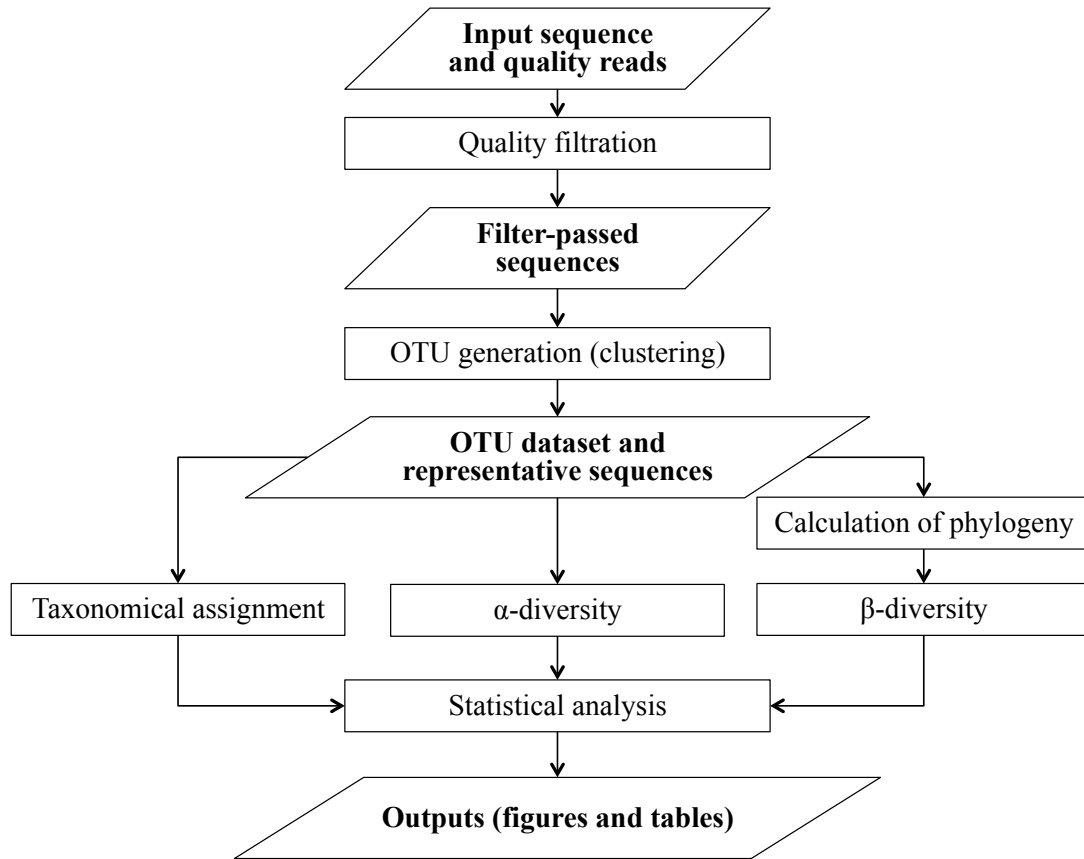 Input sequence
and quality reads
Quality filtration
Filter-passed
sequences
OTU generation (clustering)
OTU dataset and
representative sequences
Calculation of phylogeny
Taxonomical assignment
α-diversity
β-diversity
Statistical analysis
Outputs (figures and tables)